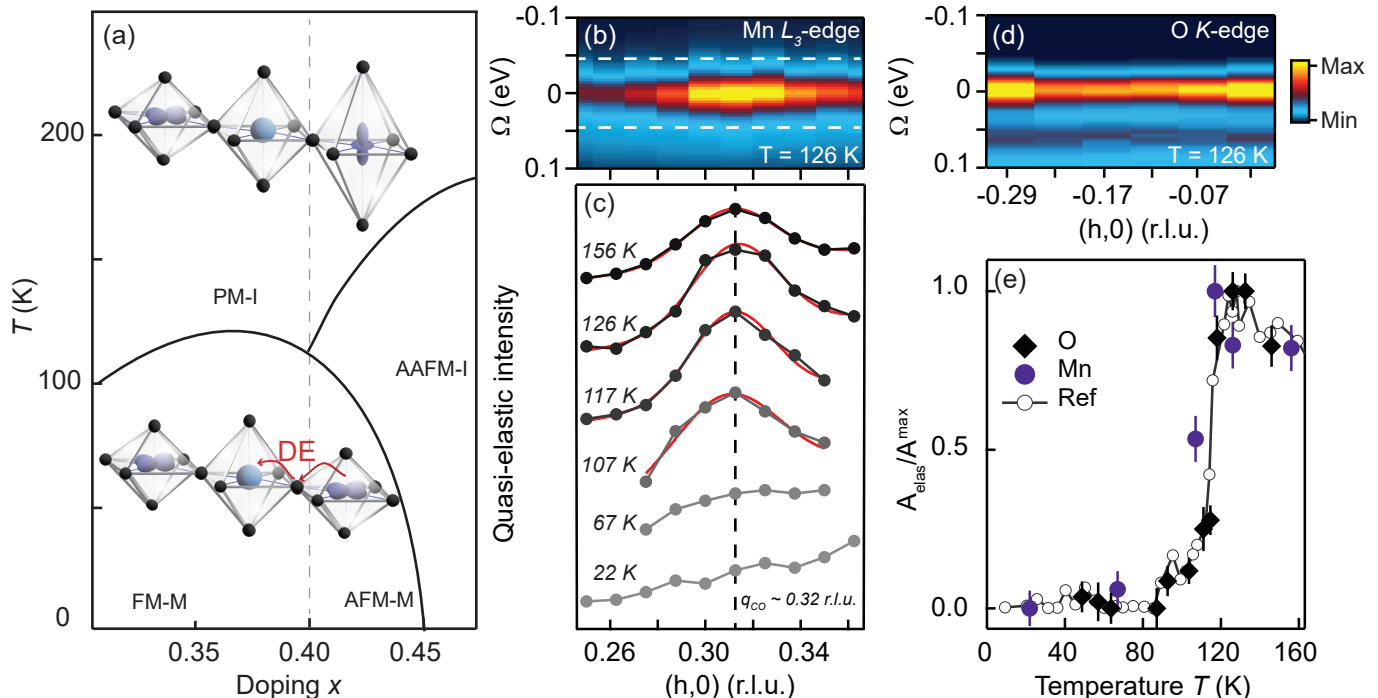 (a)
T (K)
200
100
0
PM-I
AAFM-I
DE
FM-M
AFM-M
0.35
0.40
0.45
Doping x
(b)
Mn L3-edge
Ω (eV)
-0.1
0
0.1
T = 126 K
(c)
Quasi-elastic intensity
156 K
126 K
117 K
107 K
67 K
22 K
qCO ~ 0.32 r.l.u.
0.26
0.30
0.34
(h,0) (r.l.u.)
(d)
O K-edge
Ω (eV)
-0.1
0
0.1
T = 126 K
Max
Min
-0.29
-0.17
-0.07
(h,0) (r.l.u.)
(e)
Aelas/Amax
1.0
0.5
0.0
O
Mn
Ref
0
40
80
120
160
Temperature T (K)